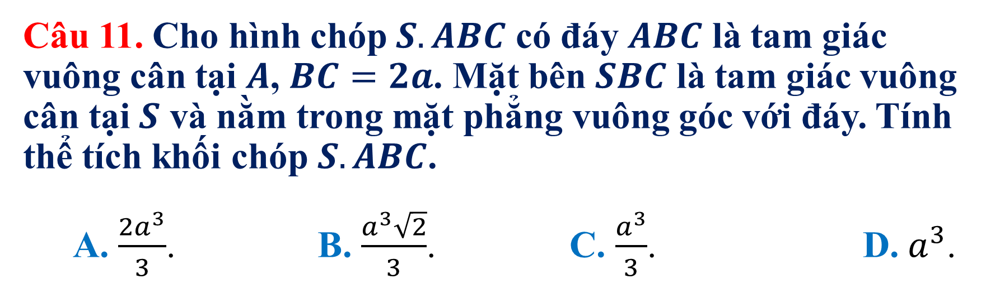 Câu 11. Cho hình chóp S.ABC có đáy ABC là tam giác
vuông cân tại A, BC = 2a. Mặt bên SBC là tam giác vuông
cân tại S và nằm trong mặt phẳng vuông góc với đáy. Tính
thể tích khối chóp S.ABC.
A. \frac{2a^3}{3}. B. \frac{a^3\sqrt{2}}{3}. C. \frac{a^3}{3}. D. a^3.